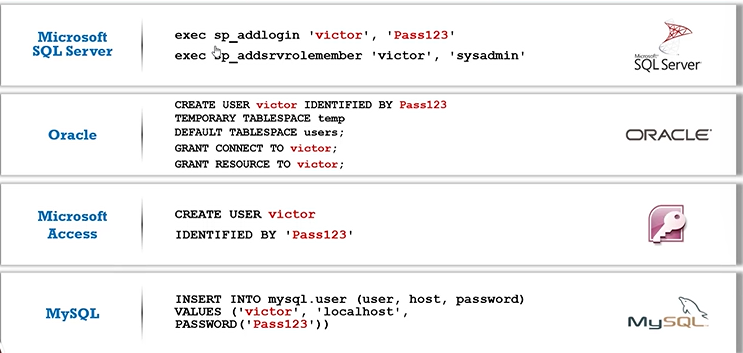 Microsoft
SQL Server
exec sp_addlogin 'victor', 'Pass123'
exec sp_addsrvrolemember 'victor', 'sysadmin'
Microsoft
SQL Server
Oracle
CREATE USER victor IDENTIFIED BY Pass123
TEMPORARY TABLESPACE temp
DEFAULT TABLESPACE users;
GRANT CONNECT TO victor;
GRANT RESOURCE TO victor;
ORACLE
Microsoft
Access
CREATE USER victor
IDENTIFIED BY 'Pass123'
MySQL
INSERT INTO mysql.user (user, host, password)
VALUES ('victor', 'localhost',
PASSWORD('Pass123'))
MySQL